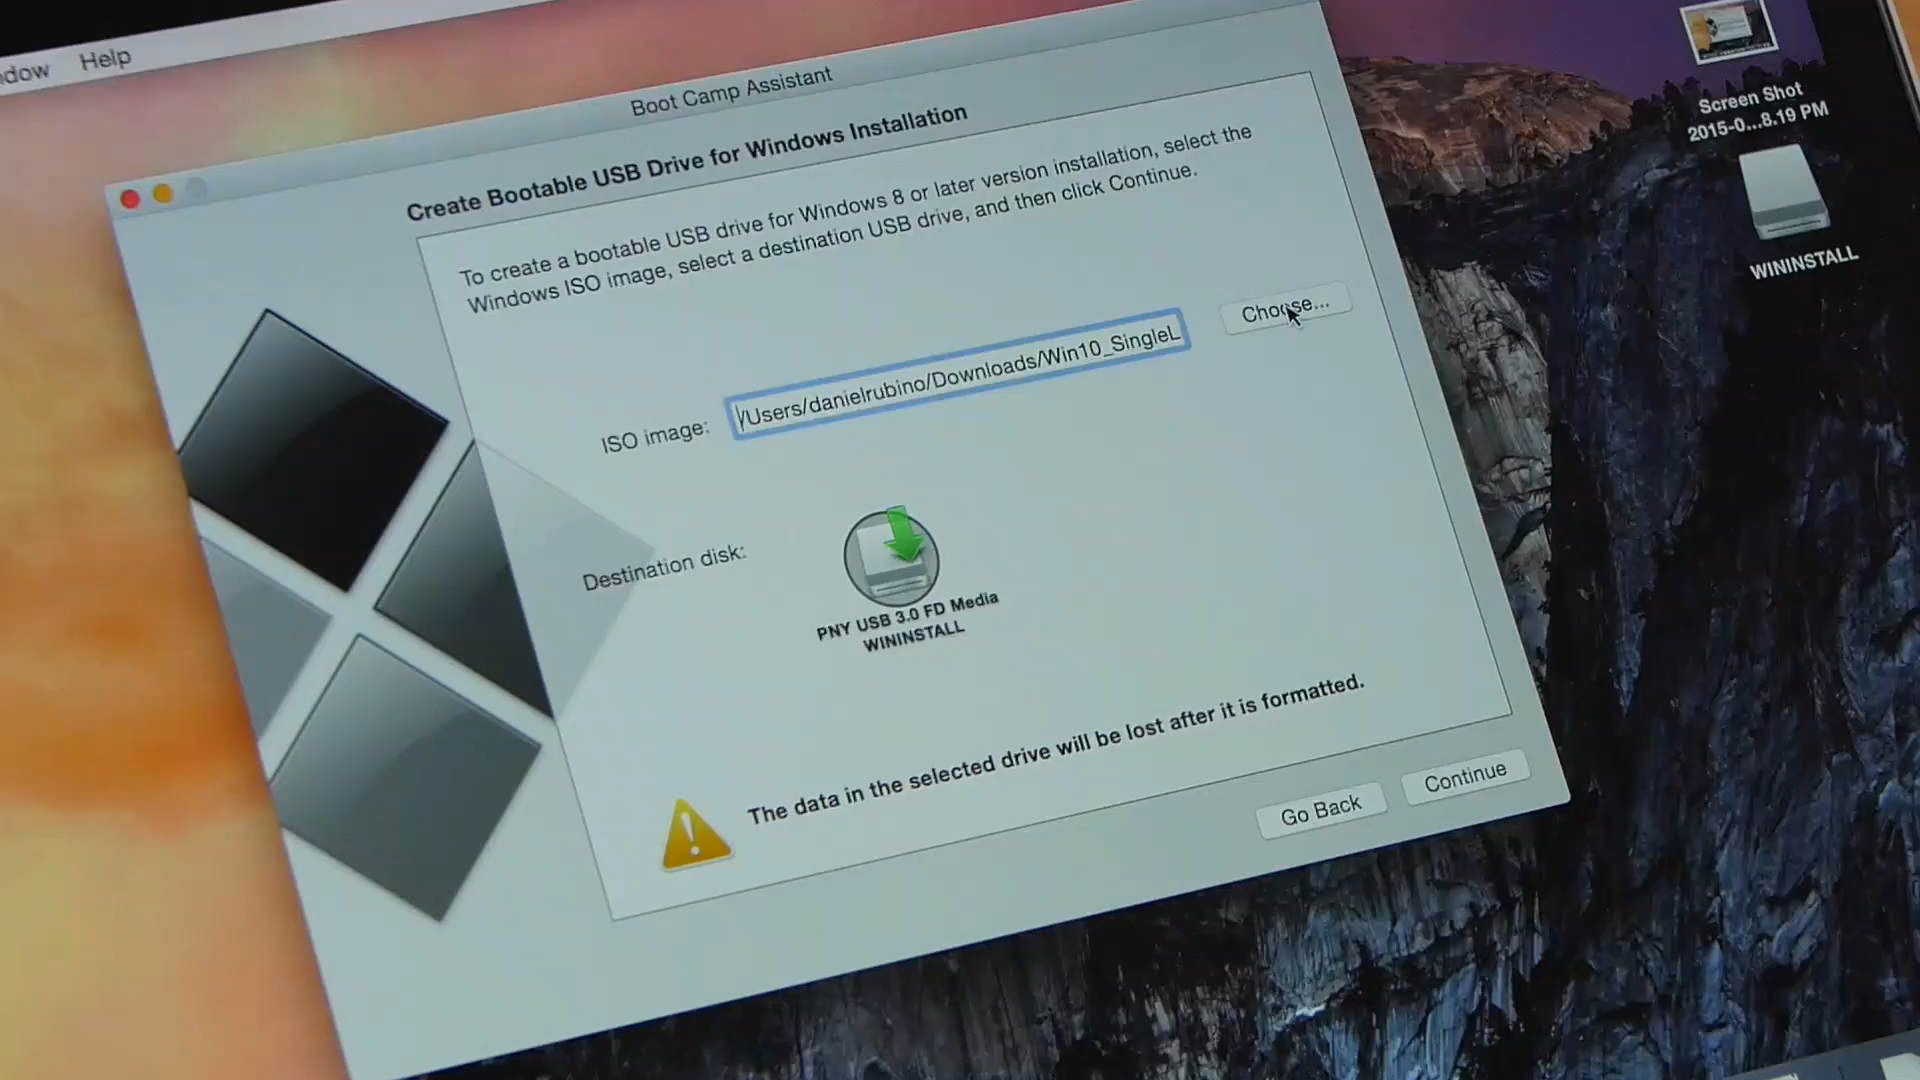 Help
Boot Camp Assistant
Create Bootable USB Drive for Windows Installation
To create a bootable USB drive for Windows 8 or later version installation, select the
Windows ISO image, select a destination USB drive, and then click Continue.
ISO image:
/Users/danielrubino/Downloads/Win10_SingleL
Choose...
Destination disk:
PNY USB 3.0 FD Media
WININSTALL
The data in the selected drive will be lost after it is formatted.
Go Back
Continue
Screen Shot
2015-0...8.19 PM
WININSTALL